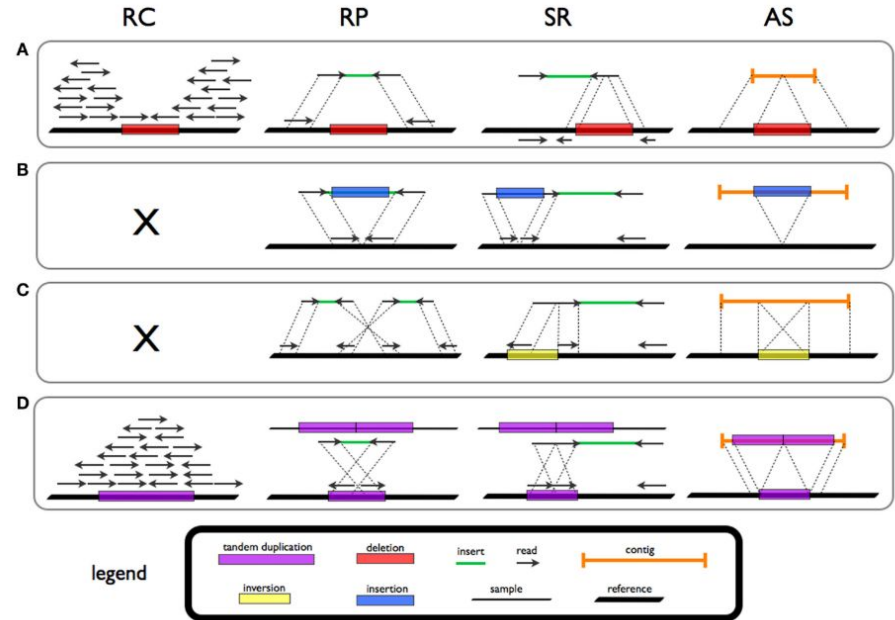 RC RP SR AS
A
B
X
C
X
D
legend
tandem duplication deletion insert read contig
inversion insertion sample reference